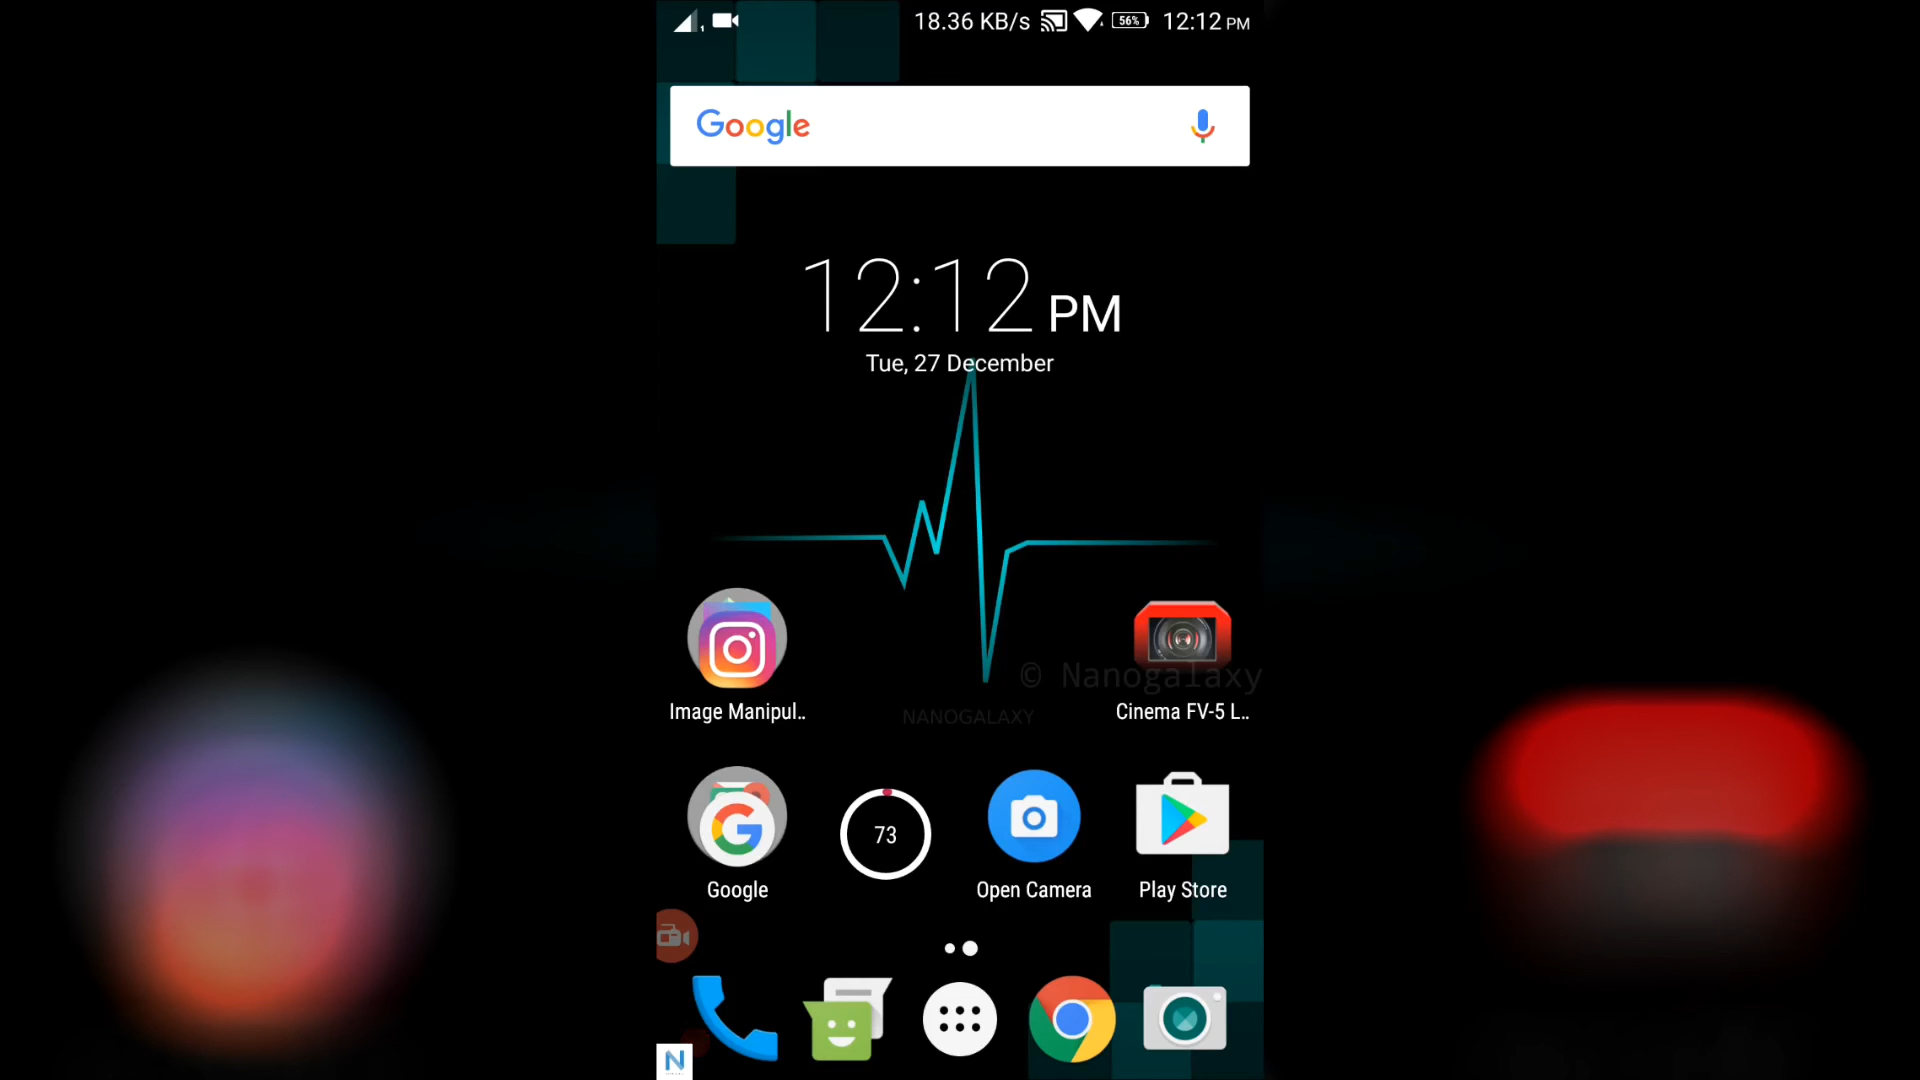 18.36 KB/s 56% 12:12 PM
Google
12:12 PM
Tue, 27 December
© Nanogalaxy
Image Manipul..
NANOGALAXY
Cinema FV-5 L..
73
Google
Open Camera
Play Store
N